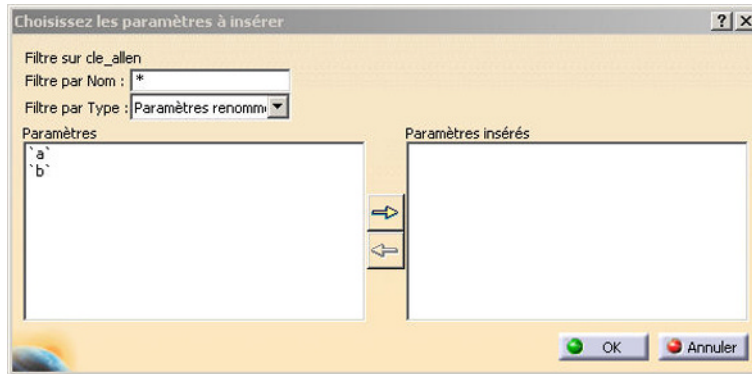 Choisissez les paramètres à insérer
Filtre sur cle_allen
Filtre par Nom : *
Filtre par Type : Paramètres renomm
Paramètres
Paramètres insérés
`a`
`b`
OK
Annuler